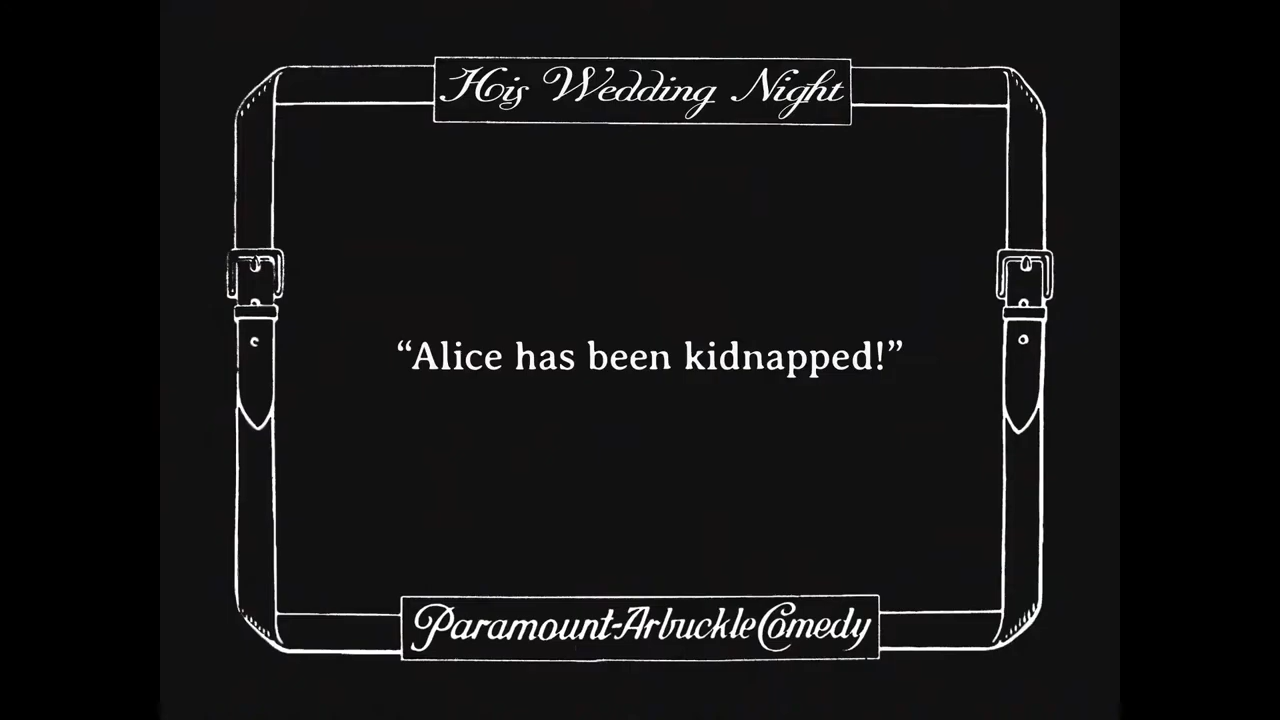 His Wedding Night
“Alice has been kidnapped!”
Paramount-Arbuckle Comedy